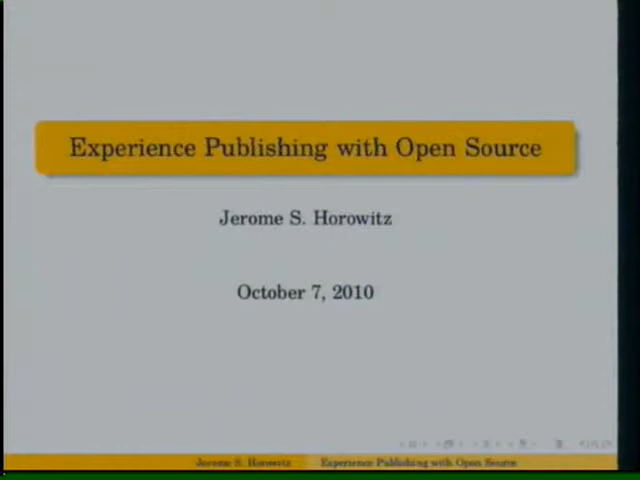 Experience Publishing with Open Source
Jerome S. Horowitz
October 7, 2010
Jerome S. Horowitz Experience Publishing with Open Source